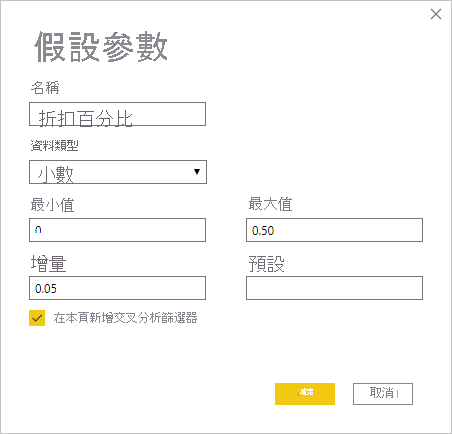 假設參數
名稱
折扣百分比
資料類型
小數
最小值 最大值
0 0.50
增量 預設
0.05
在本頁新增交叉分析篩選器
確定 取消